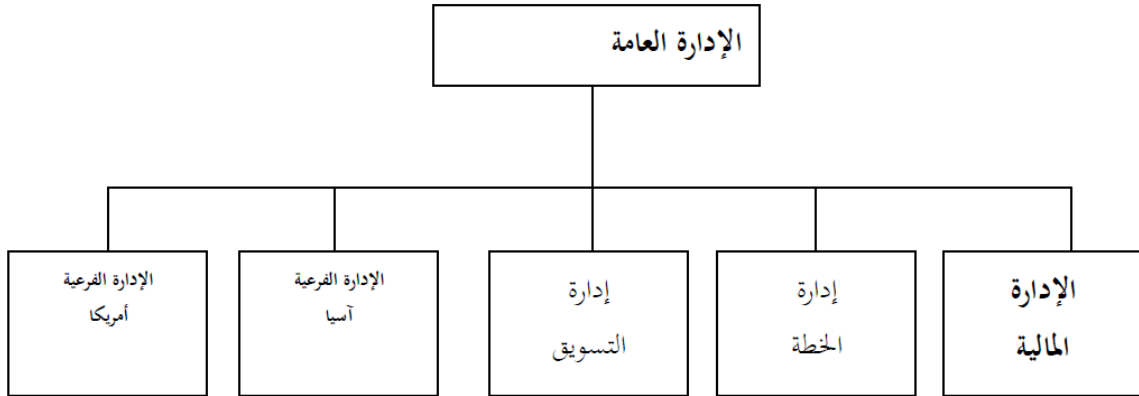 الإدارة العامة
الإدارة
المالية
إدارة
الخطة
إدارة
التسويق
الإدارة الفرعية
آسيا
الإدارة الفرعية
أمريكا